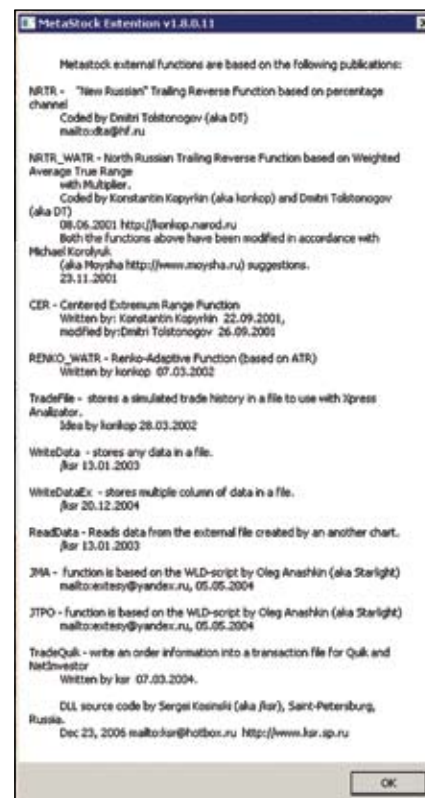 MetaStock Extention v1.8.0.11
Metastock external functions are based on the following publications:
NRTR - "New Russian" Trailing Reverse Function based on percentage
channel
Coded by Dmitri Tolstonogov (aka DT)
mailto:dta@hf.ru
NRTR_WATR - North Russian Trailing Reverse Function based on Weighted
Average True Range
with Multiplier.
Coded by Konstantin Kopyrkin (aka konkop) and Dmitri Tolstonogov
(aka DT)
08.06.2001 http://konkop.narod.ru
Both the functions above have been modified in accordance with
Michael Korolyuk
(aka Moysha http://www.moysha.ru) suggestions.
23.11.2001
CER - Centered Extremum Range Function
Written by: Konstantin Kopyrkin 22.09.2001,
modified by:Dmitri Tolstonogov 26.09.2001
RENKO_WATR - Renko-Adaptive Function (based on ATR)
Written by konkop 07.03.2002
TradeFile - stores a simulated trade history in a file to use with Xpress
Analizator.
Idea by konkop 28.03.2002
WriteData - stores any data in a file.
/ksr 13.01.2003
WriteDataEx - stores multiple column of data in a file.
/ksr 20.12.2004
ReadData - Reads data from the external file created by an another chart.
/ksr 13.01.2003
JMA - function is based on the WLD-script by Oleg Anashkin (aka Starlight)
mailto:extesy@yandex.ru, 05.05.2004
JTPO - function is based on the WLD-script by Oleg Anashkin (aka Starlight)
mailto:extesy@yandex.ru, 05.05.2004
TradeQuik - write an order information into a transaction file for Quik and
NetInvestor
Written by ksr 07.03.2004.
DLL source code by Sergei Kosinski (aka /ksr), Saint-Petersburg,
Russia.
Dec 23, 2006 mailto:ksr@hotbox.ru http://www.ksr.sp.ru
OK